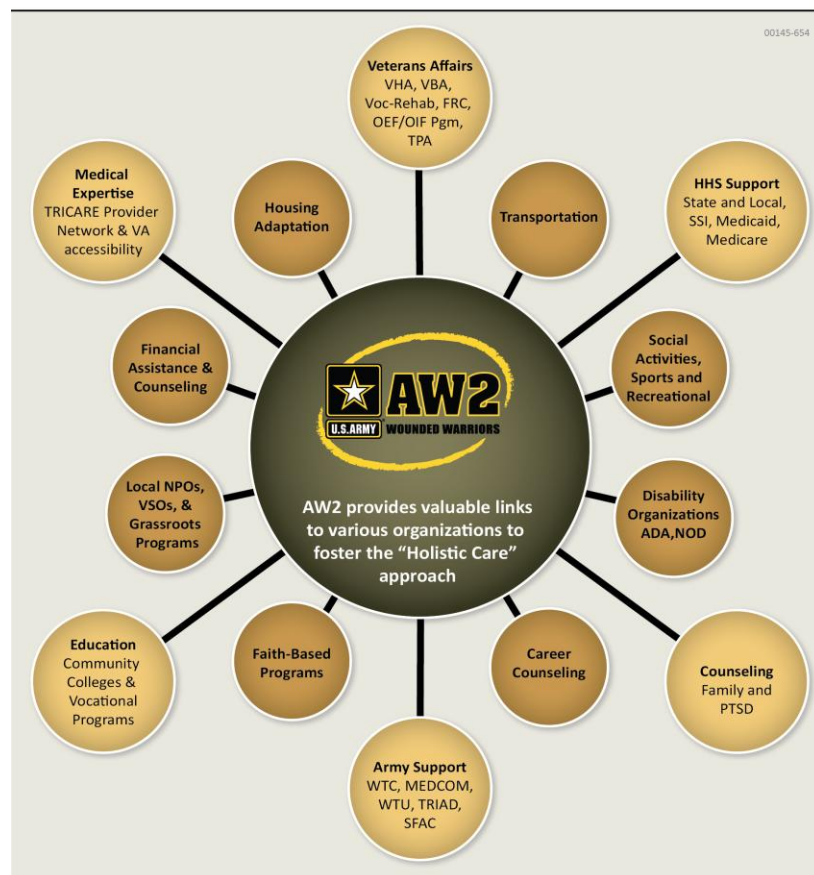 00145-654
Veterans Affairs
VHA, VBA,
Voc-Rehab, FRC,
OEF/OIF Pgm,
TPA
Medical
Expertise
TRICARE Provider
Network & VA
accessibility
Housing
Adaptation
Transportation
HHS Support
State and Local,
SSI, Medicaid,
Medicare
Financial
Assistance &
Counseling
Social
Activities,
Sports and
Recreational
AW2
U.S.ARMY WOUNDED WARRIORS
AW2 provides valuable links
to various organizations to
foster the “Holistic Care”
approach
Local NPOs,
VSOs, &
Grassroots
Programs
Disability
Organizations
ADA,NOD
Education
Community
Colleges &
Vocational
Programs
Faith-Based
Programs
Career
Counseling
Counseling
Family and
PTSD
Army Support
WTC, MEDCOM,
WTU, TRIAD,
SFAC